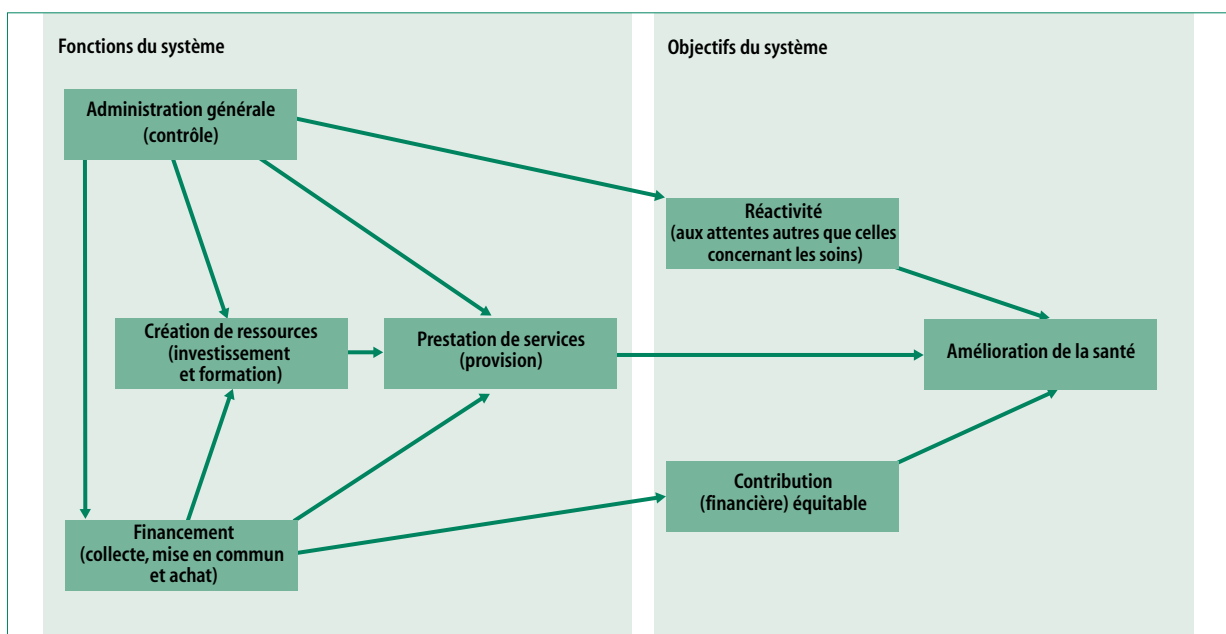 Fonctions du système
Objectifs du système
Administration générale
(contrôle)
Réactivité
(aux attentes autres que celles
concernant les soins)
Création de ressources
(investissement
et formation)
Prestation de services
(provision)
Amélioration de la santé
Contribution
(financière) équitable
Financement
(collecte, mise en commun
et achat)